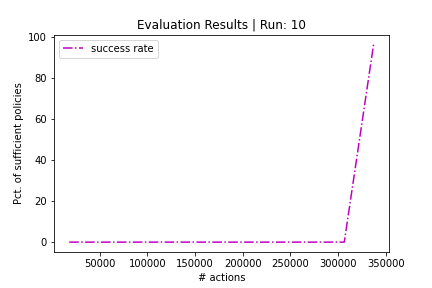 Evaluation Results | Run: 10
success rate
Pct. of sufficient policies
100
80
60
40
20
0
50000 100000 150000 200000 250000 300000 350000
# actions